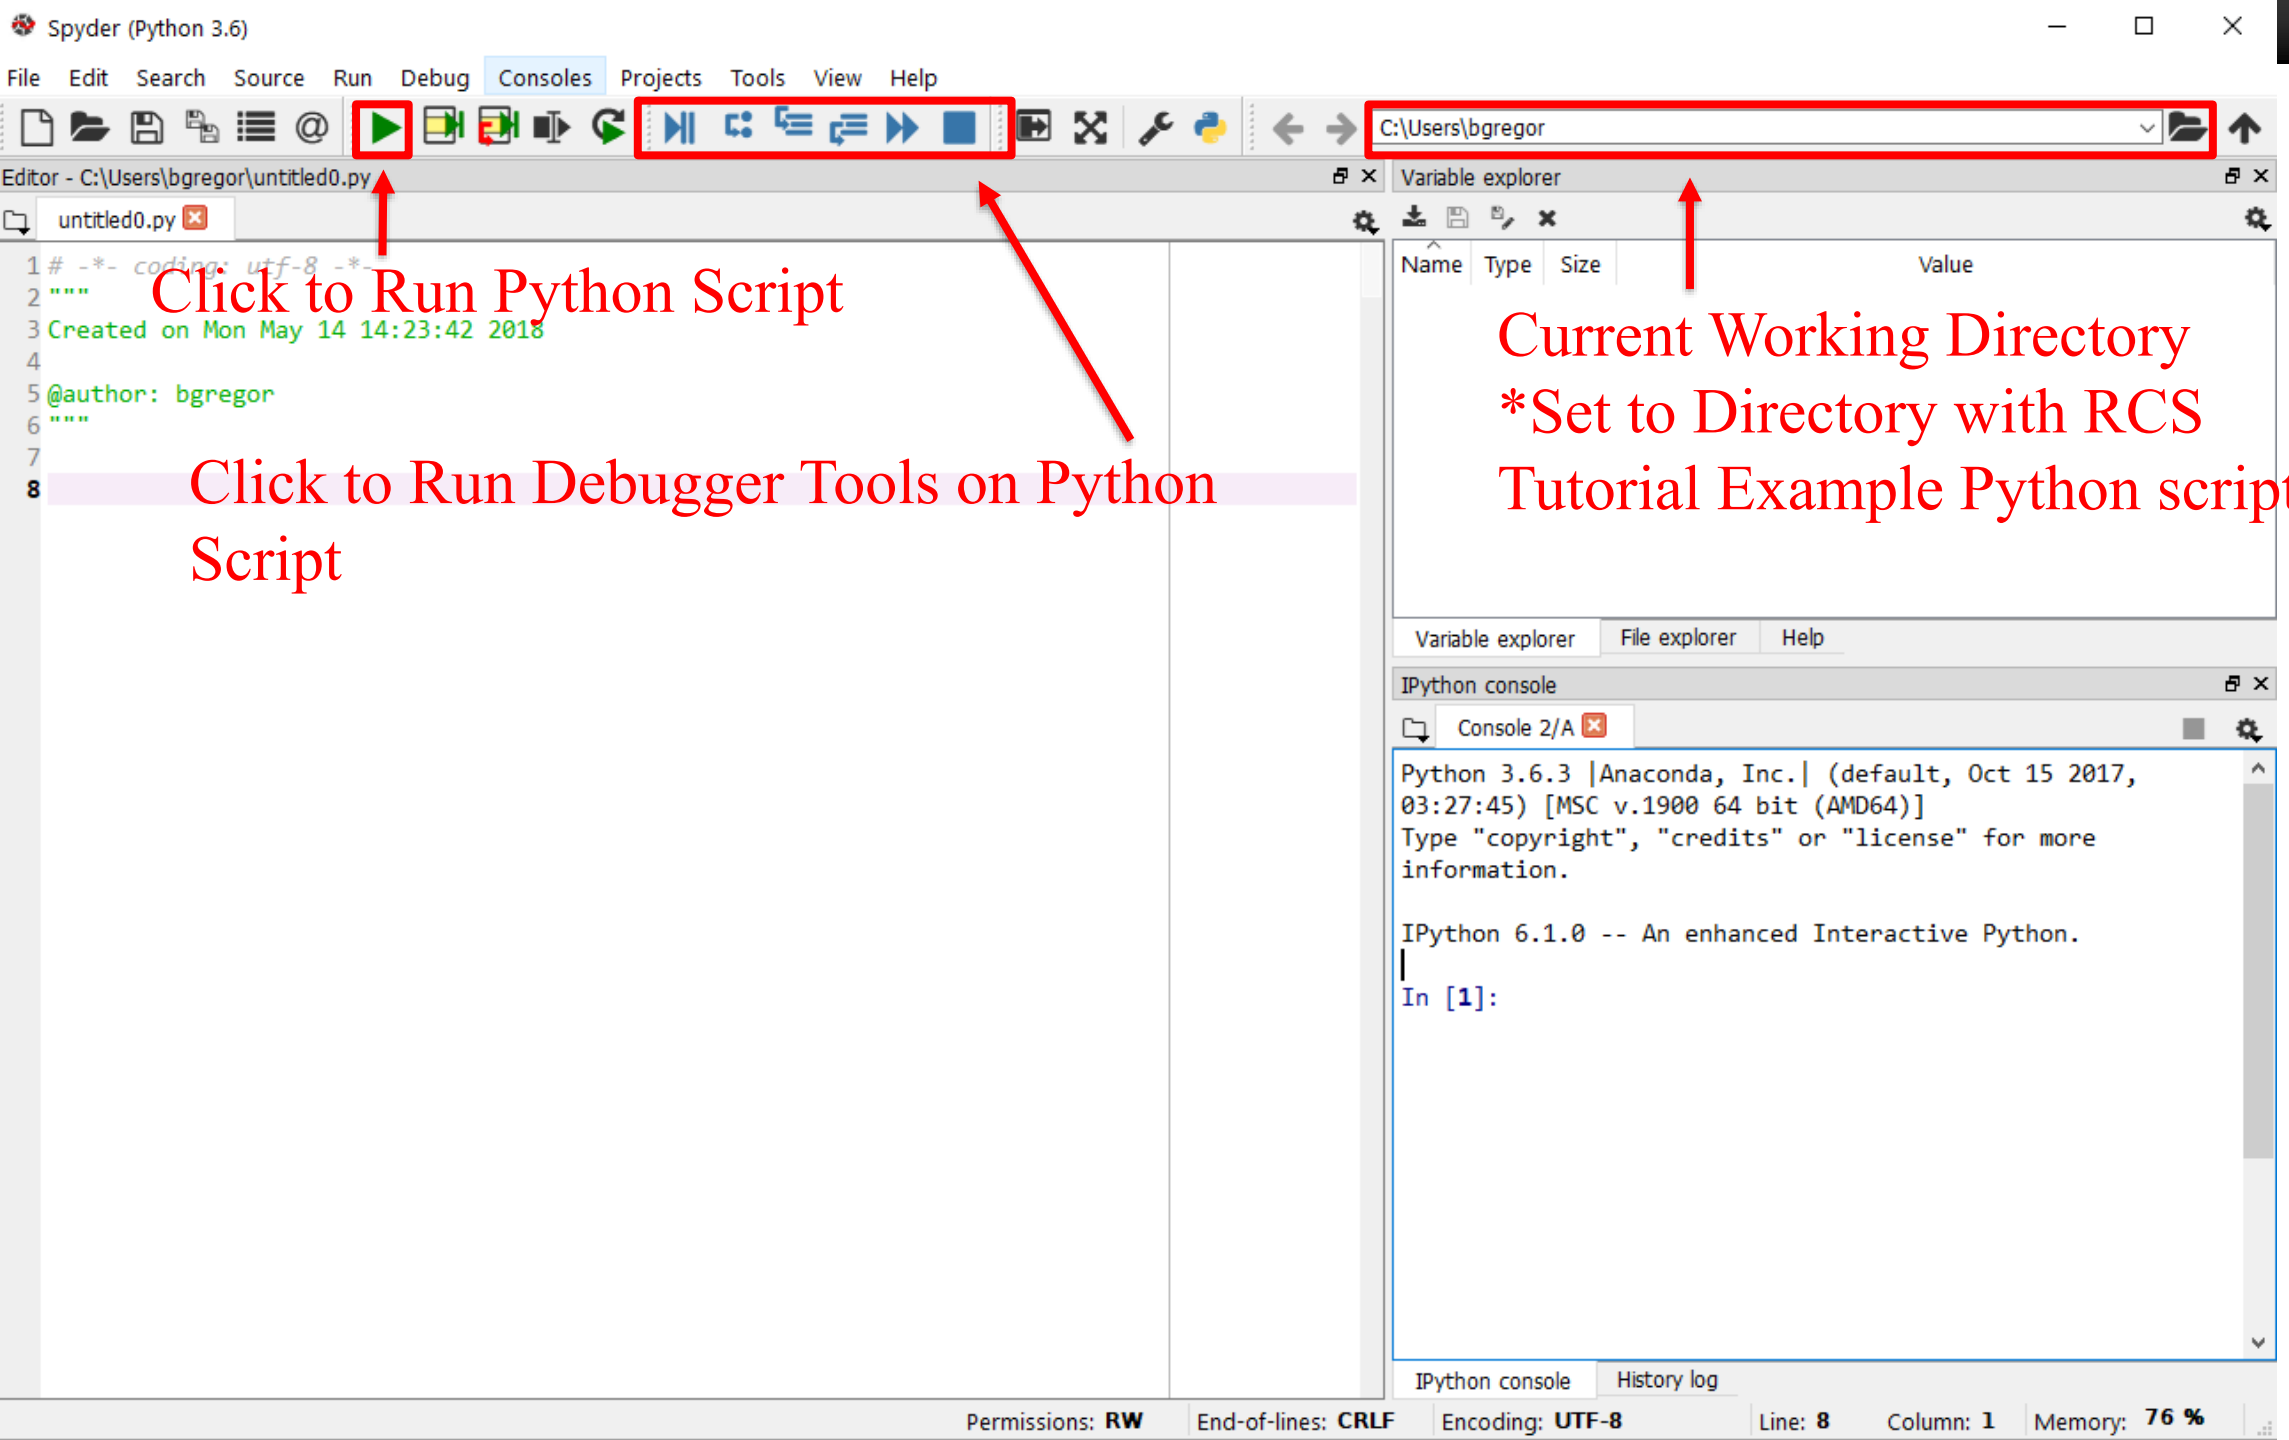 Spyder (Python 3.6)
File Edit Search Source Run Debug Consoles Projects Tools View Help
C:\Users\bgregor
Editor - C:\Users\bgregor\untitled0.py
untitled0.py
1 # -*- coding: utf-8 -*-
2 """
3 Created on Mon May 14 14:23:42 2018
4
5 @author: bgregor
6 """
7
8
Click to Run Python Script
Click to Run Debugger Tools on Python
Script
Variable explorer
Name Type Size Value
Current Working Directory
*Set to Directory with RCS
Tutorial Example Python script
Variable explorer File explorer Help
IPython console
Console 2/A
Python 3.6.3 |Anaconda, Inc.| (default, Oct 15 2017,
03:27:45) [MSC v.1900 64 bit (AMD64)]
Type "copyright", "credits" or "license" for more
information.
IPython 6.1.0 -- An enhanced Interactive Python.
In [1]:
IPython console History log
Permissions: RW End-of-lines: CRLF Encoding: UTF-8 Line: 8 Column: 1 Memory: 76 %